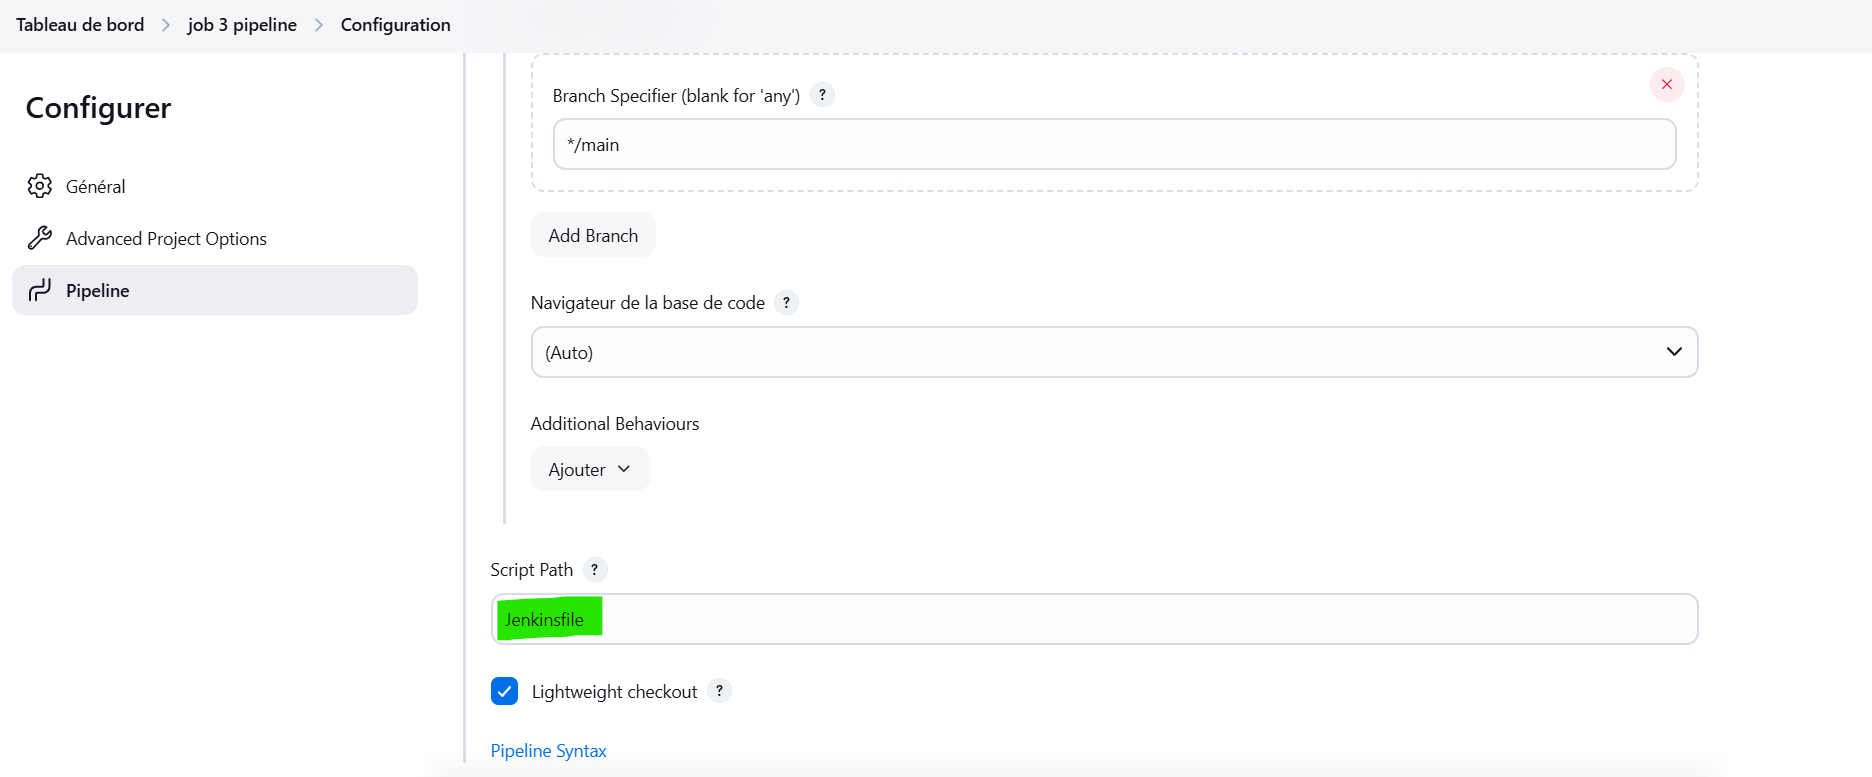 Tableau de bord > job 3 pipeline > Configuration
Configurer
Général
Advanced Project Options
Pipeline
Branch Specifier (blank for 'any') ?
*/main
Add Branch
Navigateur de la base de code ?
(Auto)
Additional Behaviours
Ajouter
Script Path ?
Jenkinsfile
Lightweight checkout ?
Pipeline Syntax